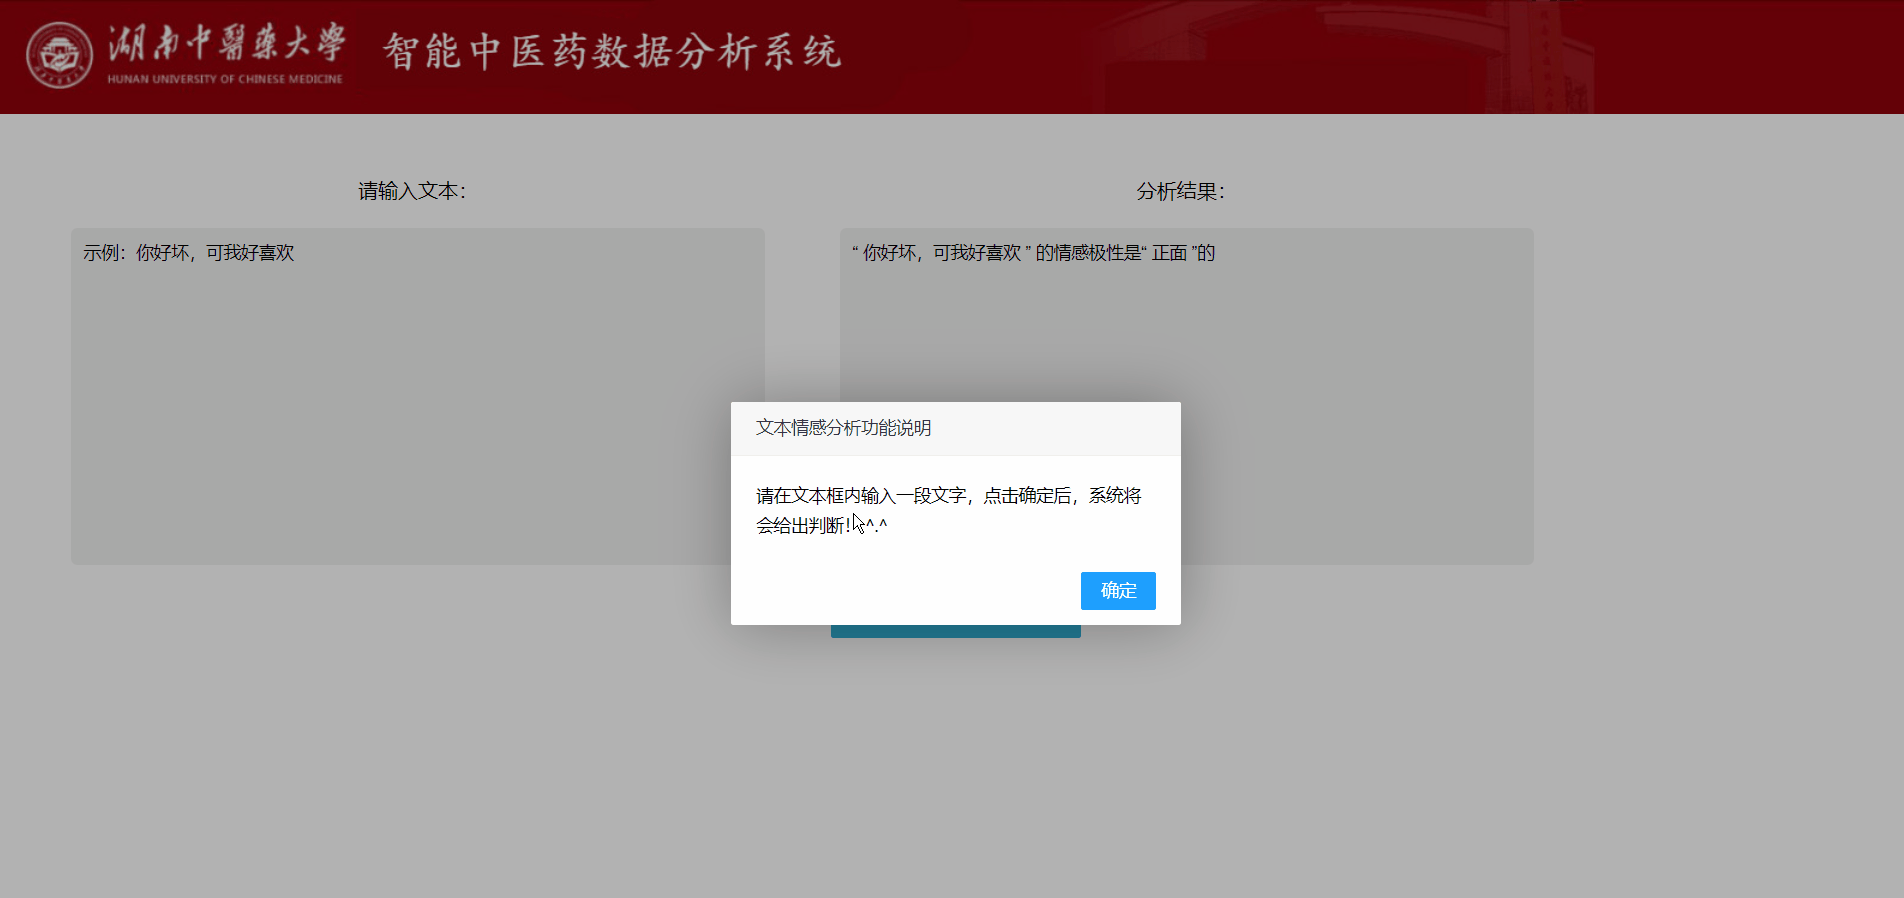 湖南中醫藥大學
HUNAN UNIVERSITY OF CHINESE MEDICINE
智能中医药数据分析系统
请输入文本：
分析结果：
示例：你好坏，可我好喜欢
“ 你好坏，可我好喜欢 ” 的情感极性是“ 正面 ”的
文本情感分析功能说明
请在文本框内输入一段文字，点击确定后，系统将
会给出判断！^.^
确定